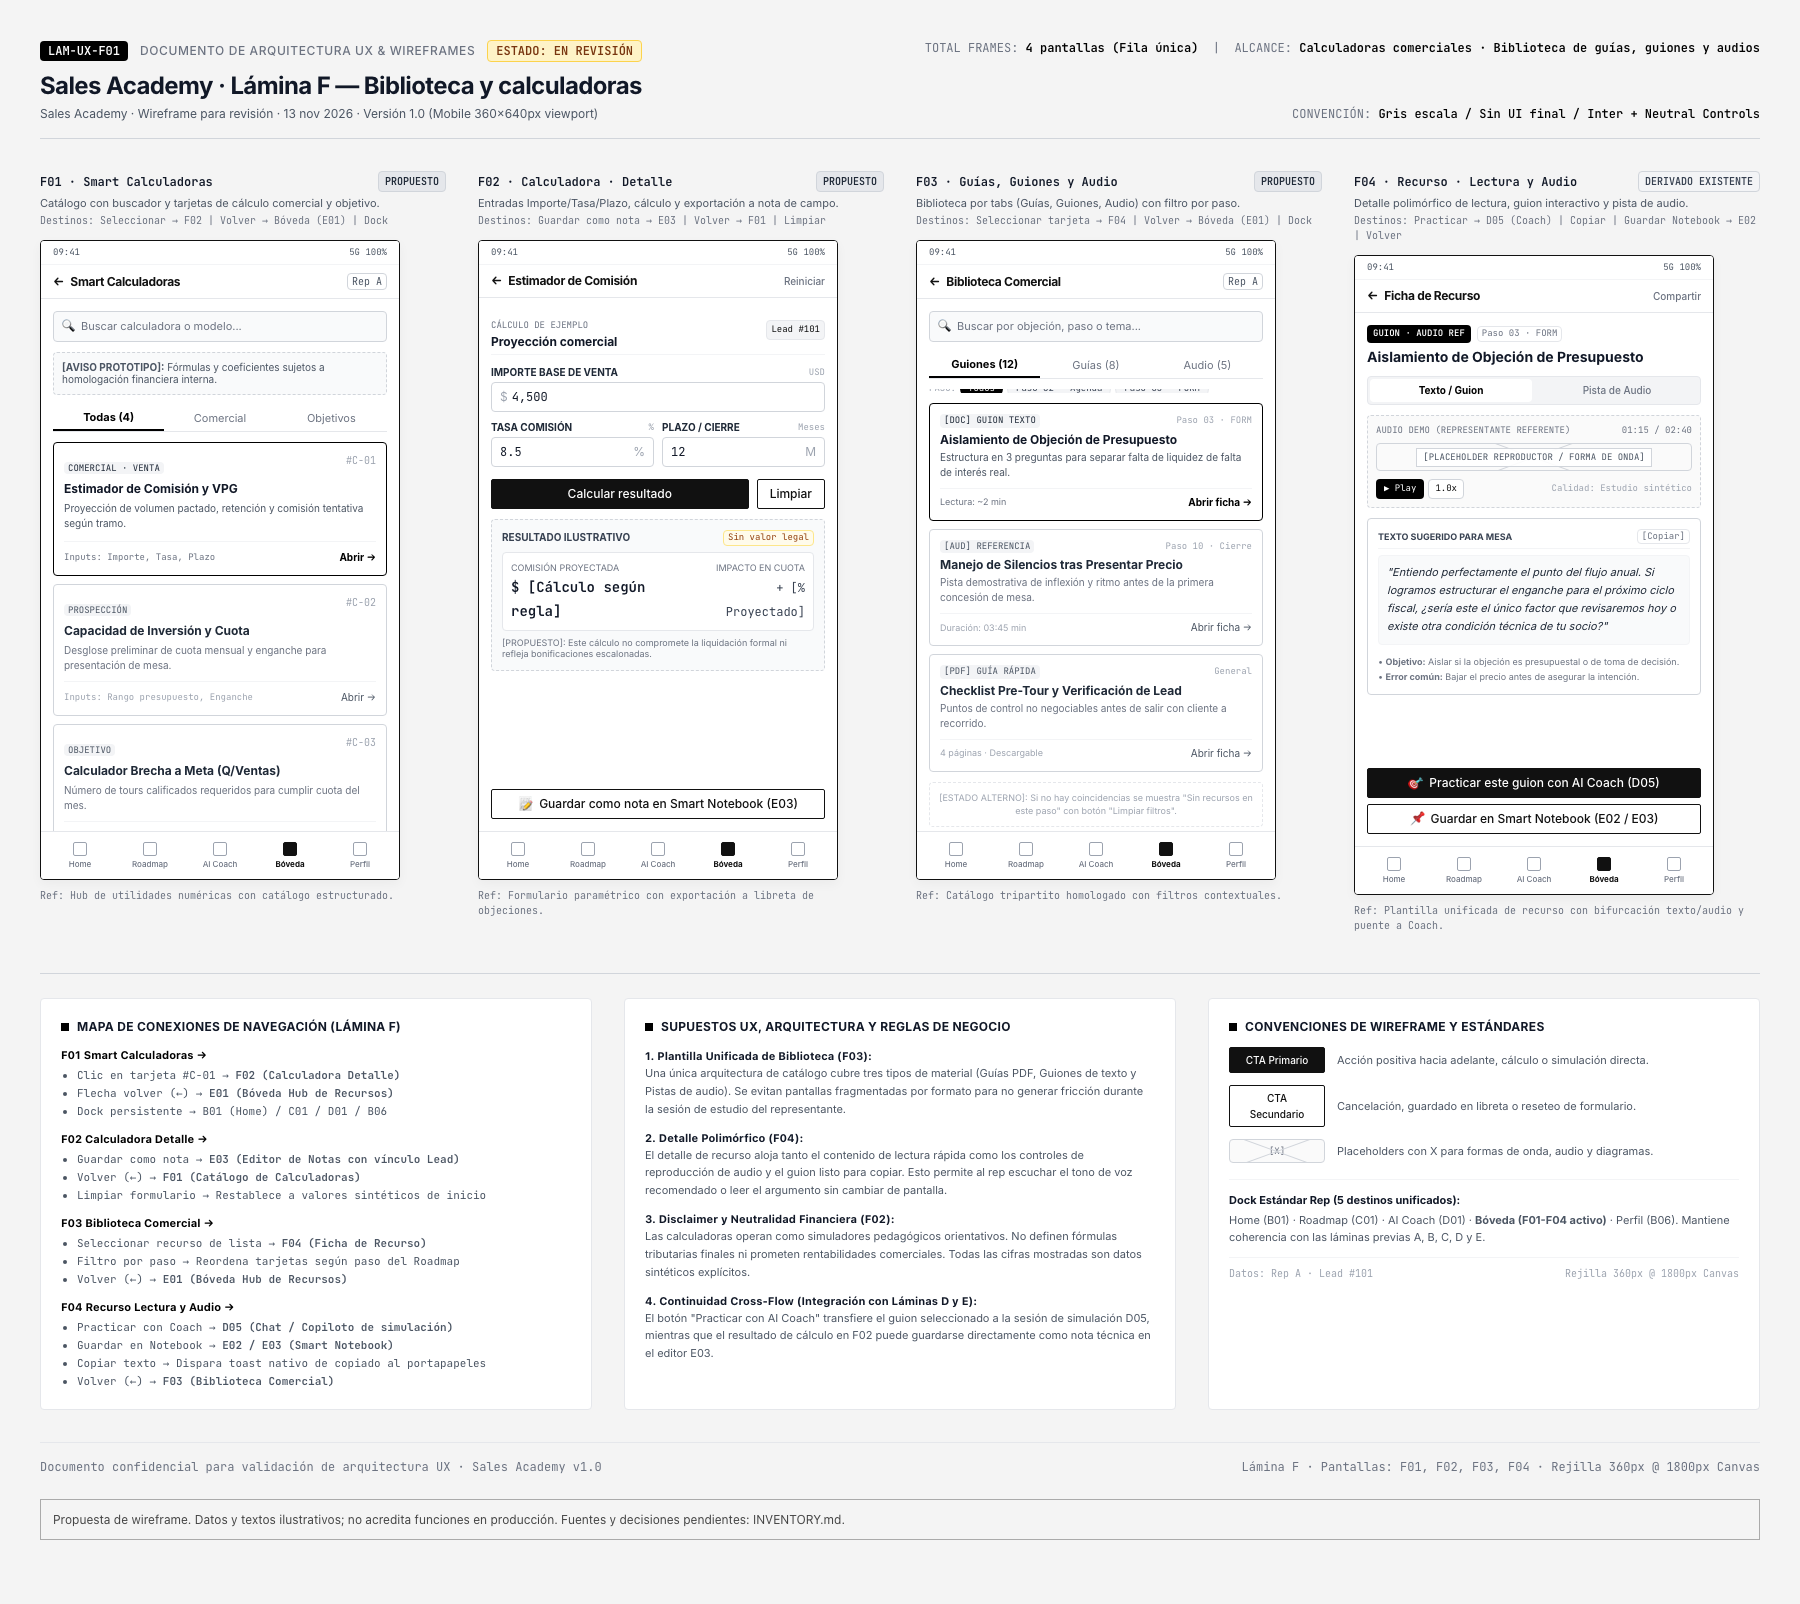 LAM-UX-F01 DOCUMENTO DE ARQUITECTURA UX & WIREFRAMES ESTADO: EN REVISIÓN
TOTAL FRAMES: 4 pantallas (Fila única) | ALCANCE: Calculadoras comerciales · Biblioteca de guías, guiones y audios
Sales Academy · Lámina F — Biblioteca y calculadoras
Sales Academy · Wireframe para revisión · 13 nov 2026 · Versión 1.0 (Mobile 360×640px viewport)
CONVENCIÓN: Gris escala / Sin UI final / Inter + Neutral Controls
F01 · Smart Calculadoras PROPUESTO
Catálogo con buscador y tarjetas de cálculo comercial y objetivo.
Destinos: Seleccionar → F02 | Volver → Bóveda (E01) | Dock
09:41 5G 100%
← Smart Calculadoras Rep A
🔍 Buscar calculadora o modelo...
[AVISO PROTOTIPO]: Fórmulas y coeficientes sujetos a
homologación financiera interna.
Todas (4) Comercial Objetivos
COMERCIAL · VENTA #C-01
Estimador de Comisión y VPG
Proyección de volumen pactado, retención y comisión tentativa
según tramo.
Inputs: Importe, Tasa, Plazo Abrir →
PROSPECCIÓN #C-02
Capacidad de Inversión y Cuota
Desglose preliminar de cuota mensual y enganche para
presentación de mesa.
Inputs: Rango presupuesto, Enganche Abrir →
OBJETIVO #C-03
Calculador Brecha a Meta (Q/Ventas)
Número de tours calificados requeridos para cumplir cuota del
mes.
Home Roadmap AI Coach Bóveda Perfil
Ref: Hub de utilidades numéricas con catálogo estructurado.
F02 · Calculadora · Detalle PROPUESTO
Entradas Importe/Tasa/Plazo, cálculo y exportación a nota de campo.
Destinos: Guardar como nota → E03 | Volver → F01 | Limpiar
09:41 5G 100%
← Estimador de Comisión Reiniciar
CÁLCULO DE EJEMPLO Lead #101
Proyección comercial
IMPORTE BASE DE VENTA USD
$ 4,500
TASA COMISIÓN % PLAZO / CIERRE Meses
8.5 % 12 M
Calcular resultado Limpiar
RESULTADO ILUSTRATIVO Sin valor legal
COMISIÓN PROYECTADA IMPACTO EN CUOTA
$ [Cálculo según + [%
regla] Proyectado]
[PROPUESTO]: Este cálculo no compromete la liquidación formal ni
refleja bonificaciones escalonadas.
📝 Guardar como nota en Smart Notebook (E03)
Home Roadmap AI Coach Bóveda Perfil
Ref: Formulario paramétrico con exportación a libreta de
objeciones.
F03 · Guías, Guiones y Audio PROPUESTO
Biblioteca por tabs (Guías, Guiones, Audio) con filtro por paso.
Destinos: Seleccionar tarjeta → F04 | Volver → Bóveda (E01) | Dock
09:41 5G 100%
← Biblioteca Comercial Rep A
🔍 Buscar por objeción, paso o tema...
Guiones (12) Guías (8) Audio (5)
[DOC] GUION TEXTO Paso 03 · FORM
Aislamiento de Objeción de Presupuesto
Estructura en 3 preguntas para separar falta de liquidez de falta
de interés real.
Lectura: ~2 min Abrir ficha →
[AUD] REFERENCIA Paso 10 · Cierre
Manejo de Silencios tras Presentar Precio
Pista demostrativa de inflexión y ritmo antes de la primera
concesión de mesa.
Duración: 03:45 min Abrir ficha →
[PDF] GUÍA RÁPIDA General
Checklist Pre-Tour y Verificación de Lead
Puntos de control no negociables antes de salir con cliente a
recorrido.
4 páginas · Descargable Abrir ficha →
[ESTADO ALTERNO]: Si no hay coincidencias se muestra "Sin recursos en
este paso" con botón "Limpiar filtros".
Home Roadmap AI Coach Bóveda Perfil
Ref: Catálogo tripartito homologado con filtros contextuales.
F04 · Recurso · Lectura y Audio DERIVADO EXISTENTE
Detalle polimórfico de lectura, guion interactivo y pista de audio.
Destinos: Practicar → D05 (Coach) | Copiar | Guardar Notebook → E02
| Volver
09:41 5G 100%
← Ficha de Recurso Compartir
GUION · AUDIO REF Paso 03 · FORM
Aislamiento de Objeción de Presupuesto
Texto / Guion Pista de Audio
AUDIO DEMO (REPRESENTANTE REFERENTE) 01:15 / 02:40
[PLACEHOLDER REPRODUCTOR / FORMA DE ONDA]
▶ Play 1.0x Calidad: Estudio sintético
TEXTO SUGERIDO PARA MESA [Copiar]
"Entiendo perfectamente el punto del flujo anual. Si
logramos estructurar el enganche para el próximo ciclo
fiscal, ¿sería este el único factor que revisaremos hoy o
existe otra condición técnica de tu socio?"
• Objetivo: Aislar si la objeción es presupuestal o de toma de decisión.
• Error común: Bajar el precio antes de asegurar la intención.
🎯 Practicar este guion con AI Coach (D05)
📌 Guardar en Smart Notebook (E02 / E03)
Home Roadmap AI Coach Bóveda Perfil
Ref: Plantilla unificada de recurso con bifurcación texto/audio y
puente a Coach.
MAPA DE CONEXIONES DE NAVEGACIÓN (LÁMINA F)
F01 Smart Calculadoras →
• Clic en tarjeta #C-01 → F02 (Calculadora Detalle)
• Flecha volver (←) → E01 (Bóveda Hub de Recursos)
• Dock persistente → B01 (Home) / C01 / D01 / B06
F02 Calculadora Detalle →
• Guardar como nota → E03 (Editor de Notas con vínculo Lead)
• Volver (←) → F01 (Catálogo de Calculadoras)
• Limpiar formulario → Restablece a valores sintéticos de inicio
F03 Biblioteca Comercial →
• Seleccionar recurso de lista → F04 (Ficha de Recurso)
• Filtro por paso → Reordena tarjetas según paso del Roadmap
• Volver (←) → E01 (Bóveda Hub de Recursos)
F04 Recurso Lectura y Audio →
• Practicar con Coach → D05 (Chat / Copiloto de simulación)
• Guardar en Notebook → E02 / E03 (Smart Notebook)
• Copiar texto → Dispara toast nativo de copiado al portapapeles
• Volver (←) → F03 (Biblioteca Comercial)
SUPUESTOS UX, ARQUITECTURA Y REGLAS DE NEGOCIO
1. Plantilla Unificada de Biblioteca (F03):
Una única arquitectura de catálogo cubre tres tipos de material (Guías PDF, Guiones de texto y
Pistas de audio). Se evitan pantallas fragmentadas por formato para no generar fricción durante
la sesión de estudio del representante.
2. Detalle Polimórfico (F04):
El detalle de recurso aloja tanto el contenido de lectura rápida como los controles de
reproducción de audio y el guion listo para copiar. Esto permite al rep escuchar el tono de voz
recomendado o leer el argumento sin cambiar de pantalla.
3. Disclaimer y Neutralidad Financiera (F02):
Las calculadoras operan como simuladores pedagógicos orientativos. No definen fórmulas
tributarias finales ni prometen rentabilidades comerciales. Todas las cifras mostradas son datos
sintéticos explícitos.
4. Continuidad Cross-Flow (Integración con Láminas D y E):
El botón "Practicar con AI Coach" transfiere el guion seleccionado a la sesión de simulación D05,
mientras que el resultado de cálculo en F02 puede guardarse directamente como nota técnica en
el editor E03.
CONVENCIONES DE WIREFRAME Y ESTÁNDARES
CTA Primario Acción positiva hacia adelante, cálculo o simulación directa.
CTA
Secundario Cancelación, guardado en libreta o reseteo de formulario.
[X] Placeholders con X para formas de onda, audio y diagramas.
Dock Estándar Rep (5 destinos unificados):
Home (B01) · Roadmap (C01) · AI Coach (D01) · Bóveda (F01-F04 activo) · Perfil (B06). Mantiene
coherencia con las láminas previas A, B, C, D y E.
Datos: Rep A · Lead #101 Rejilla 360px @ 1800px Canvas
Documento confidencial para validación de arquitectura UX · Sales Academy v1.0
Lámina F · Pantallas: F01, F02, F03, F04 · Rejilla 360px @ 1800px Canvas
Propuesta de wireframe. Datos y textos ilustrativos; no acredita funciones en producción. Fuentes y decisiones pendientes: INVENTORY.md.